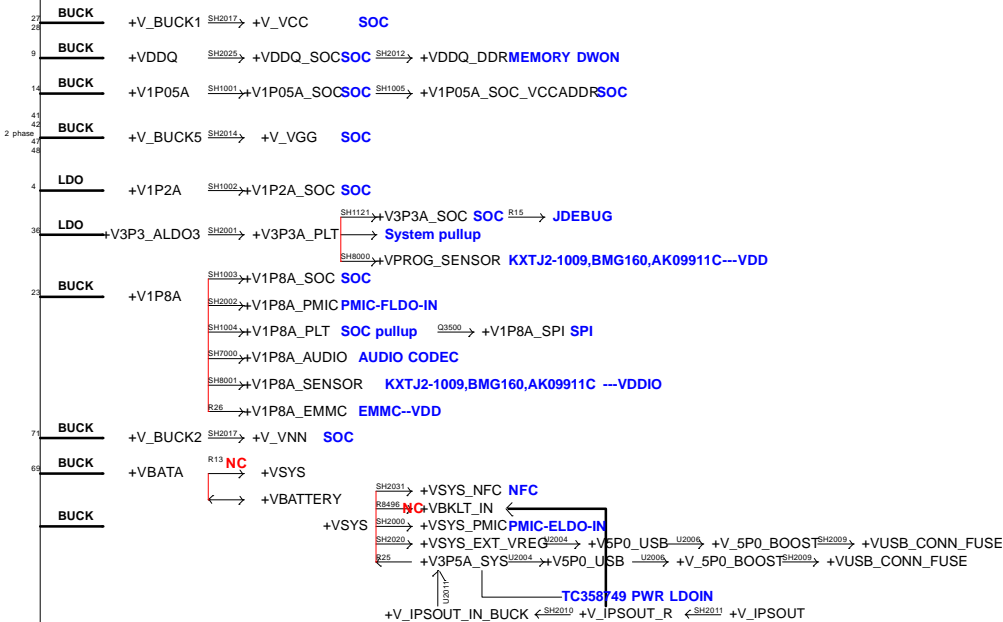 27 28 BUCK +V_BUCK1 SH2017 +V_VCC SOC
9 BUCK +VDDQ SH2025 +VDDQ_SOC SOC SH2012 +VDDQ_DDR MEMORY DWON
14 BUCK +V1P05A SH1001 +V1P05A_SOC SOC SH1005 +V1P05A_SOC_VCCADDR SOC
41
42
2 phase BUCK +V_BUCK5 SH2014 +V_VGG SOC
47
48
4 LDO +V1P2A SH1002 +V1P2A_SOC SOC
SH1121 +V3P3A_SOC SOC R15 JDEBUG
36 LDO +V3P3_ALDO3 SH2001 +V3P3A_PLT System pullup
SH8000 +VPROG_SENSOR KXTJ2-1009,BMG160,AK09911C---VDD
SH1003 +V1P8A_SOC SOC
23 BUCK +V1P8A SH2002 +V1P8A_PMIC PMIC-FLDO-IN
SH1004 +V1P8A_PLT SOC pullup Q3500 +V1P8A_SPI SPI
SH7000 +V1P8A_AUDIO AUDIO CODEC
SH8001 +V1P8A_SENSOR KXTJ2-1009,BMG160,AK09911C ---VDDIO
R26 +V1P8A_EMMC EMMC--VDD
71 BUCK +V_BUCK2 SH2017 +V_VNN SOC
69 BUCK +VBATA R13 NC +VSYS
+VBATTERY
SH2031 +VSYS_NFC NFC
R8496 NC +VBKLT_IN
BUCK +VSYS SH2000 +VSYS_PMIC PMIC-ELDO-IN
SH2020 +VSYS_EXT_VREG U2004 +V5P0_USB U2006 +V_5P0_BOOST SH2009 +VUSB_CONN_FUSE
R25 +V3P5A_SYS U2004 +V5P0_USB U2006 +V_5P0_BOOST SH2009 +VUSB_CONN_FUSE
U2011
TC358749 PWR LDOIN
+V_IPSOUT_IN_BUCK SH2010 +V_IPSOUT_R SH2011 +V_IPSOUT